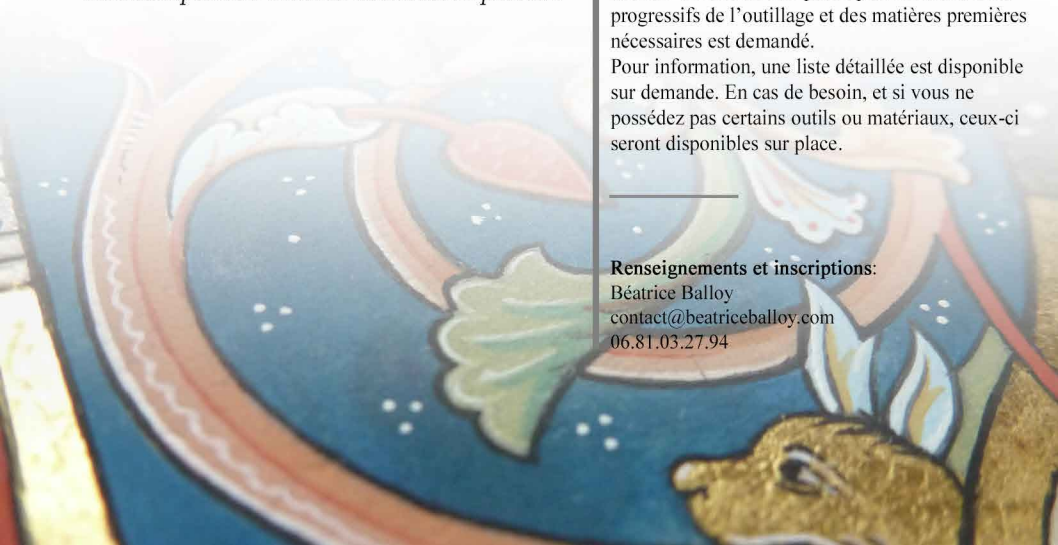 progressifs de l’outillage et des matières premières
nécessaires est demandé.
Pour information, une liste détaillée est disponible
sur demande. En cas de besoin, et si vous ne
possédez pas certains outils ou matériaux, ceux-ci
seront disponibles sur place.
Renseignements et inscriptions:
Béatrice Balloy
contact@beatriceballoy.com
06.81.03.27.94